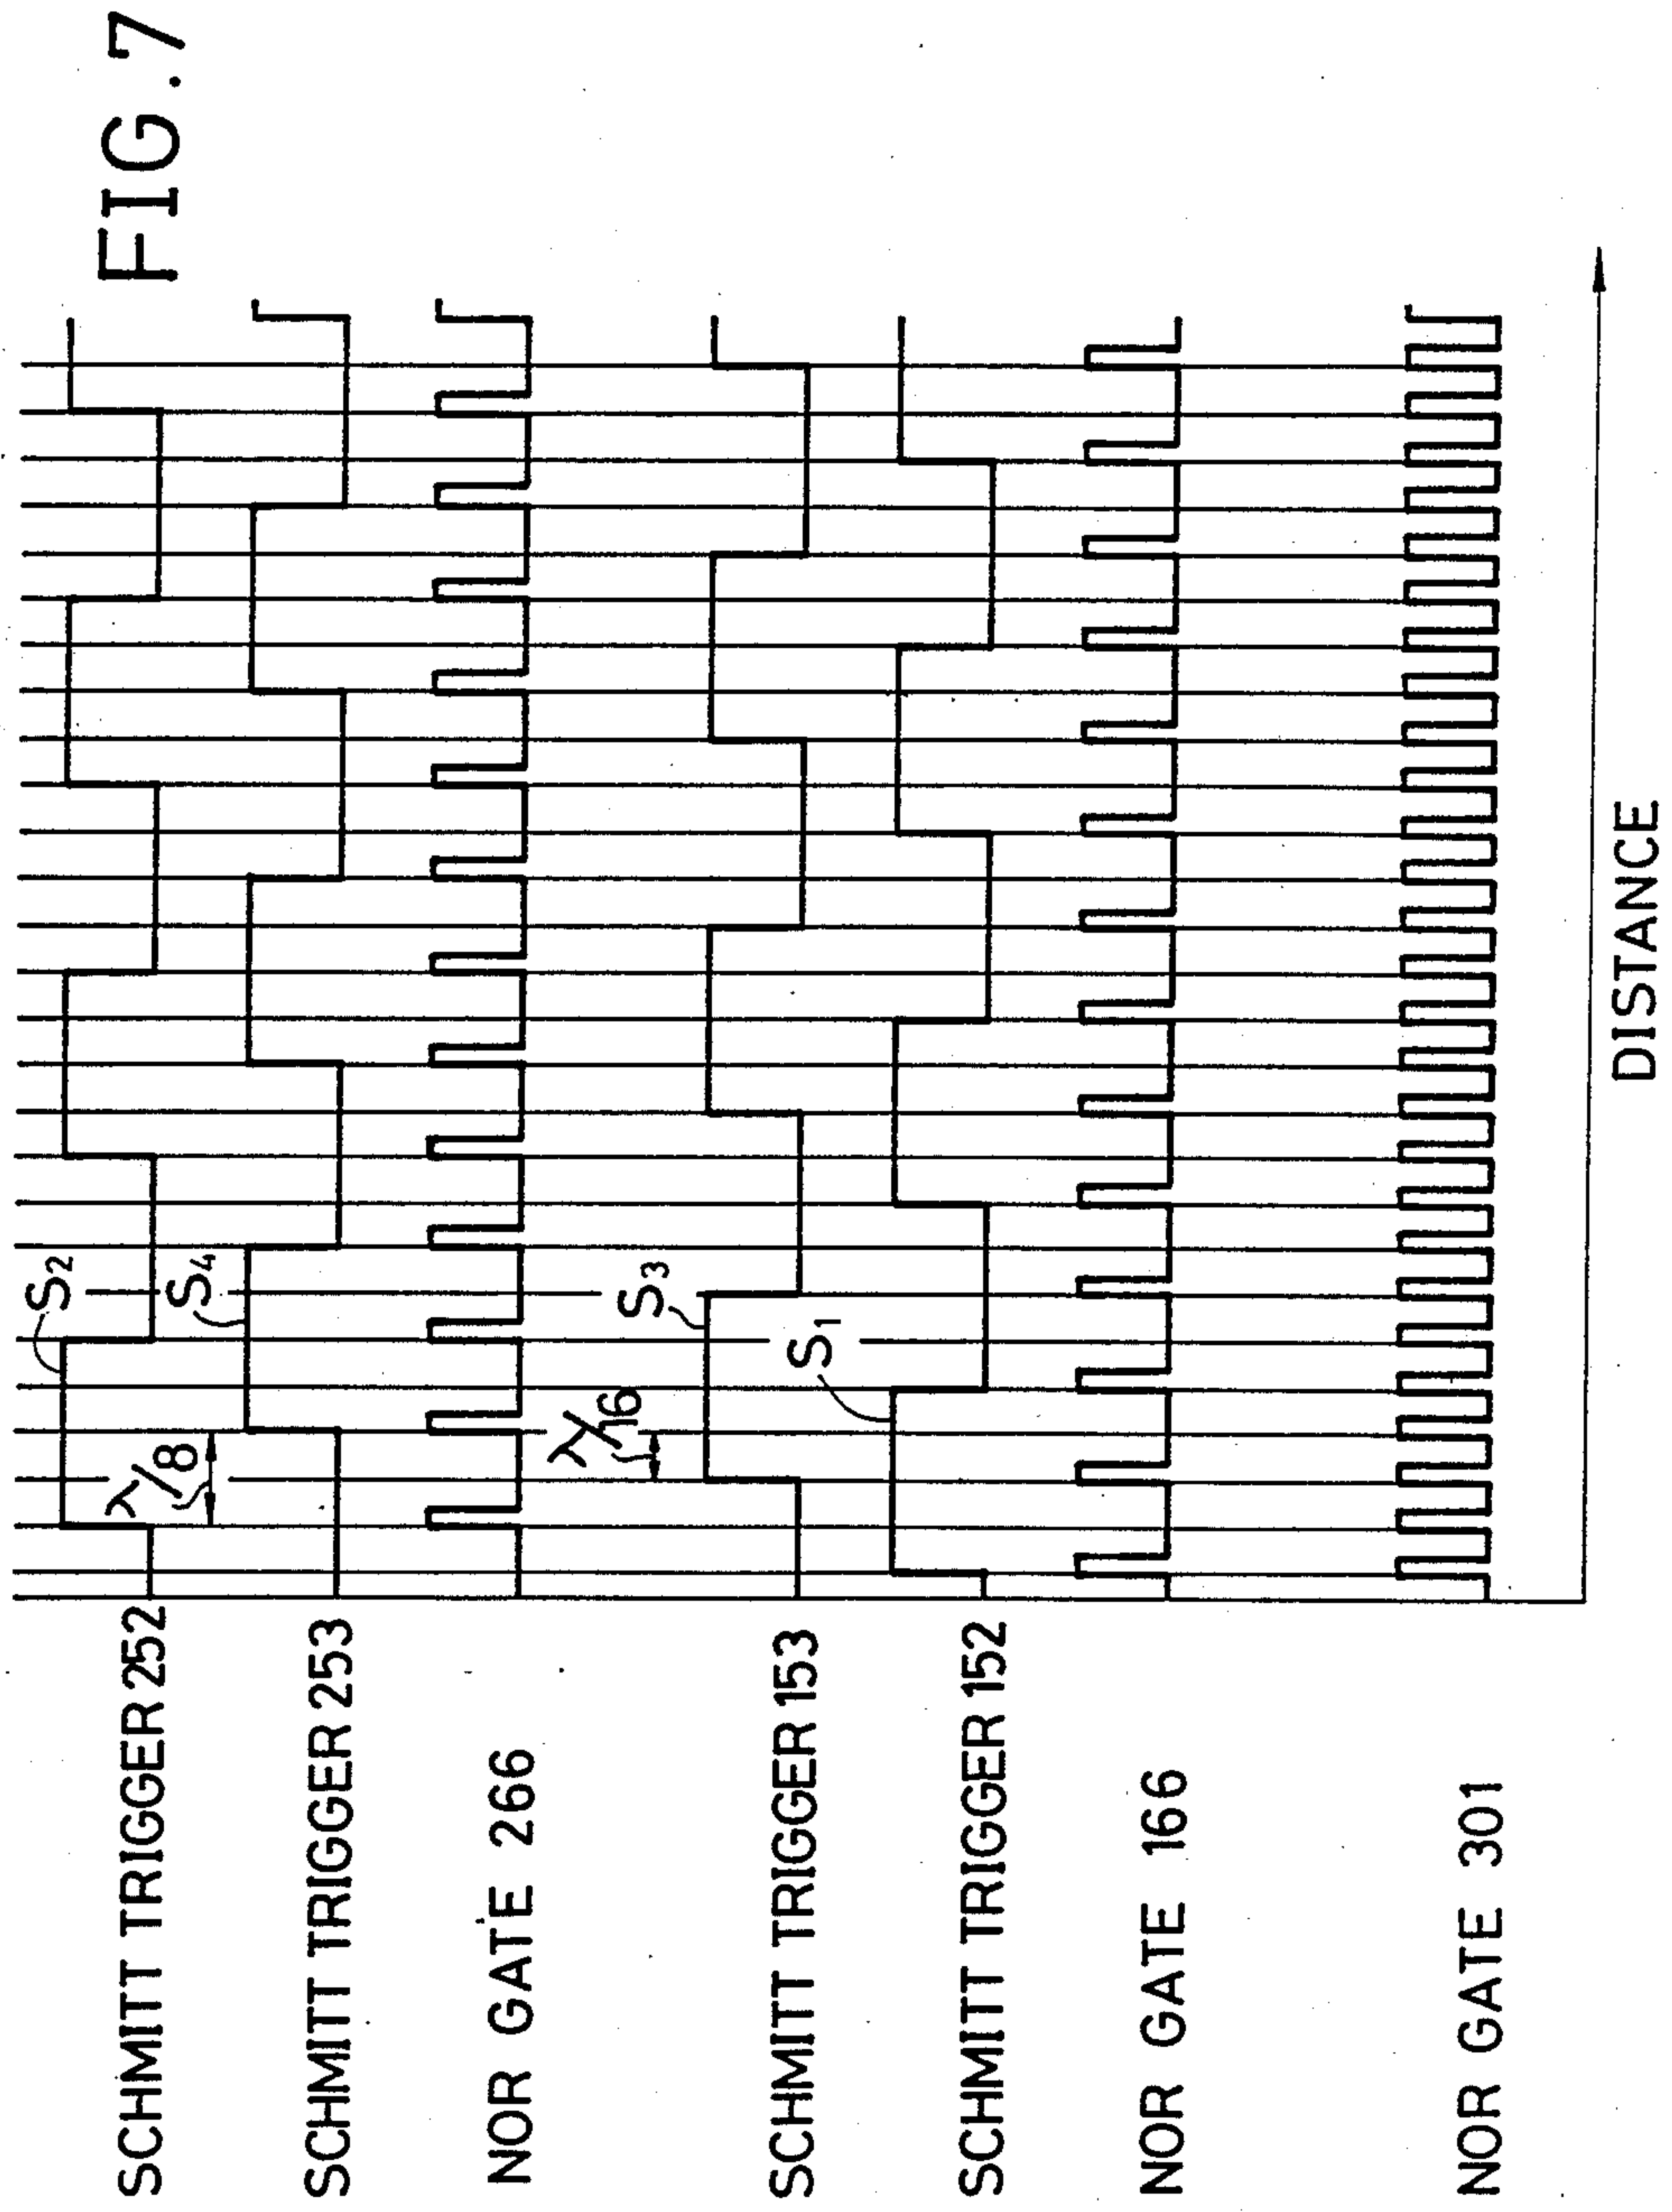 FIG.7
SCHMITT TRIGGER 252
S2
λ/8
SCHMITT TRIGGER 253
S4
NOR GATE 266
λ/16
SCHMITT TRIGGER 153
S3
SCHMITT TRIGGER 152
S1
NOR GATE 166
NOR GATE 301
DISTANCE